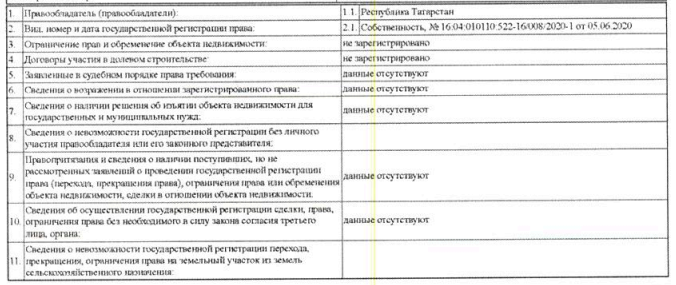 1. Правообладатель (правообладатели): 1.1. Республика Татарстан
2. Вид, номер и дата государственной регистрации права: 2.1. Собственность, № 16:04:010110:522-16/008/2020-1 от 05.06.2020
3. Ограничение прав и обременение объекта недвижимости: не зарегистрировано
4. Договоры участия в долевом строительстве: не зарегистрировано
5. Заявленные в судебном порядке права требования: данные отсутствуют
6. Сведения о возражении в отношении зарегистрированного права: данные отсутствуют
7. Сведения о наличии решения об изъятии объекта недвижимости для
государственных и муниципальных нужд: данные отсутствуют
8. Сведения о невозможности государственной регистрации без личного
участия правообладателя или его законного представителя:
9. Правопритязания и сведения о наличии поступивших, но не
рассмотренных заявлений о проведении государственной регистрации
права (перехода, прекращения права), ограничения права или обременения
объекта недвижимости, сделки в отношении объекта недвижимости: данные отсутствуют
10. Сведения об осуществлении государственной регистрации сделки, права,
ограничения права без необходимого в силу закона согласия третьего
лица, органа: данные отсутствуют
11. Сведения о невозможности государственной регистрации перехода,
прекращения, ограничения права на земельный участок из земель
сельскохозяйственного назначения: